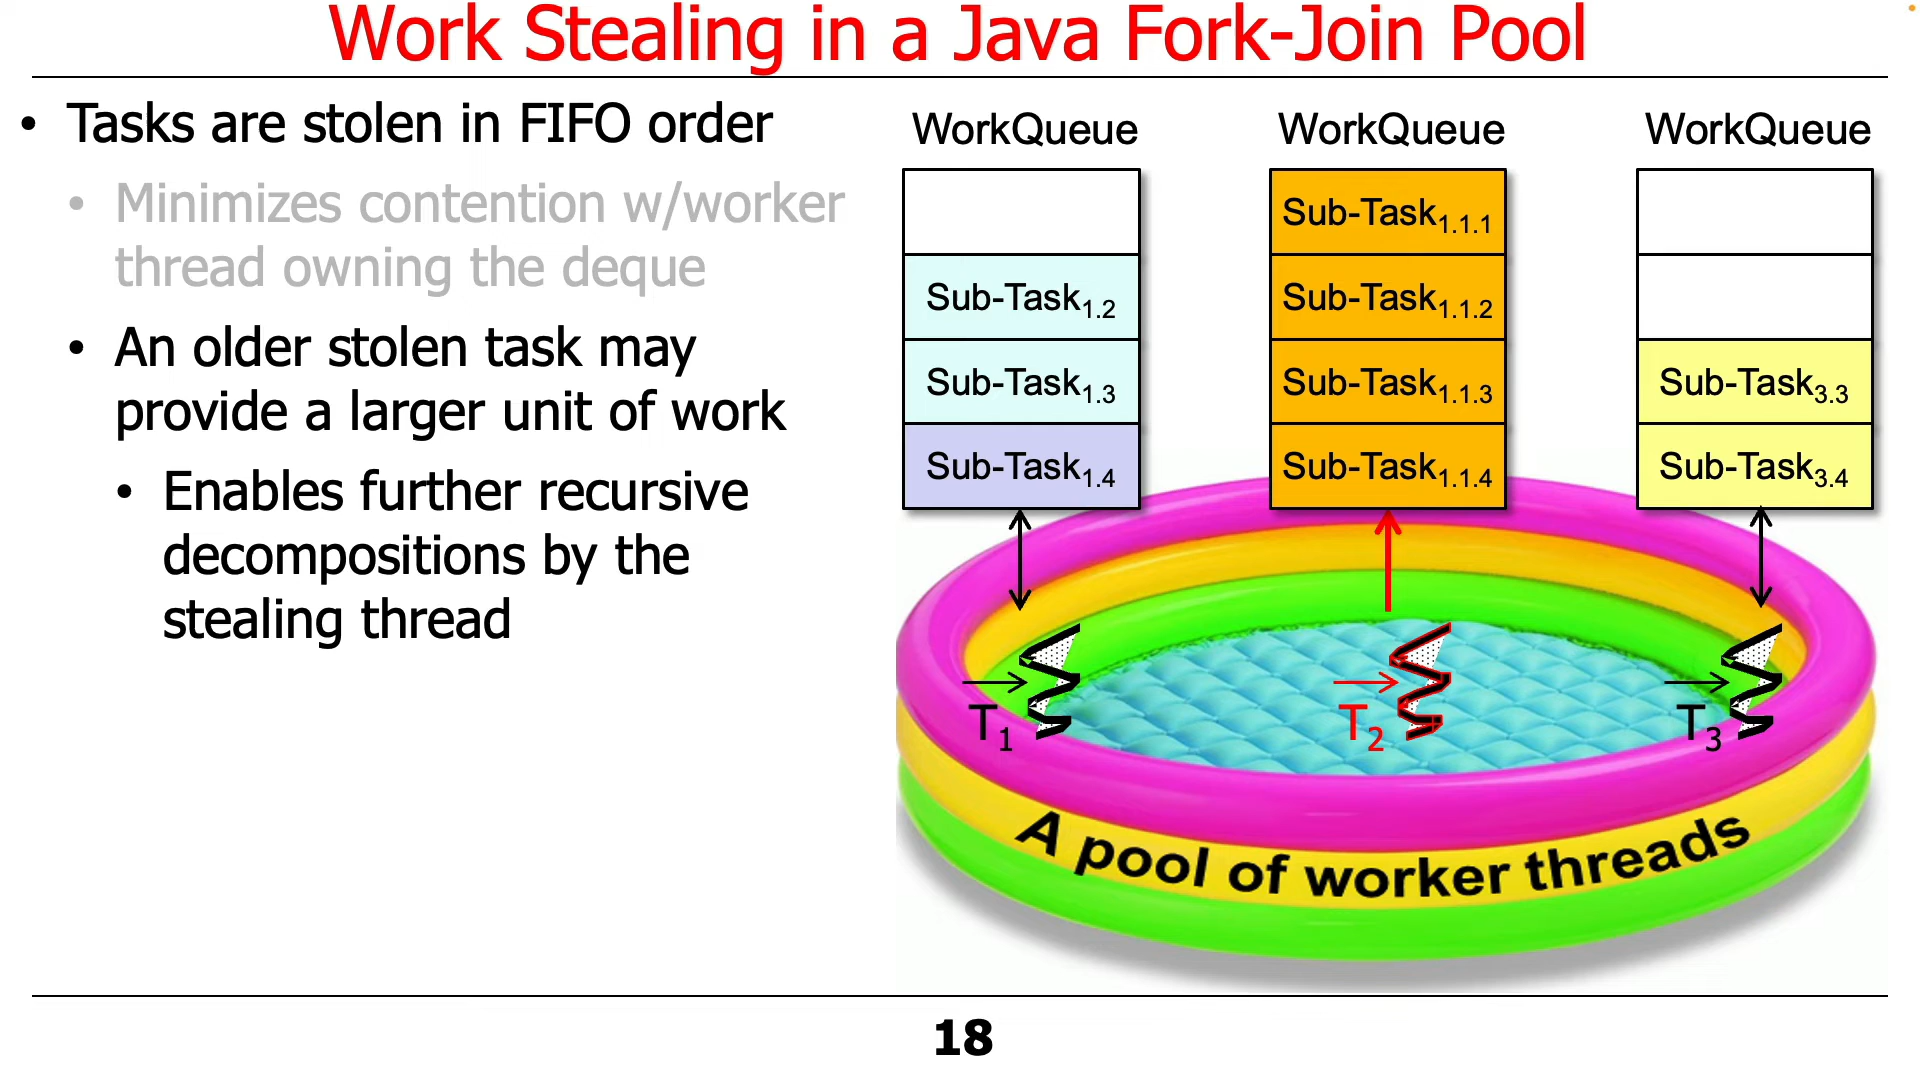 Work Stealing in a Java Fork-Join Pool
• Tasks are stolen in FIFO order
• Minimizes contention w/worker
thread owning the deque
• An older stolen task may
provide a larger unit of work
• Enables further recursive
decompositions by the
stealing thread
WorkQueue
Sub-Task1.2
Sub-Task1.3
Sub-Task1.4
WorkQueue
Sub-Task1.1.1
Sub-Task1.1.2
Sub-Task1.1.3
Sub-Task1.1.4
WorkQueue
Sub-Task3.3
Sub-Task3.4
T1
T2
T3
A pool of worker threads
18